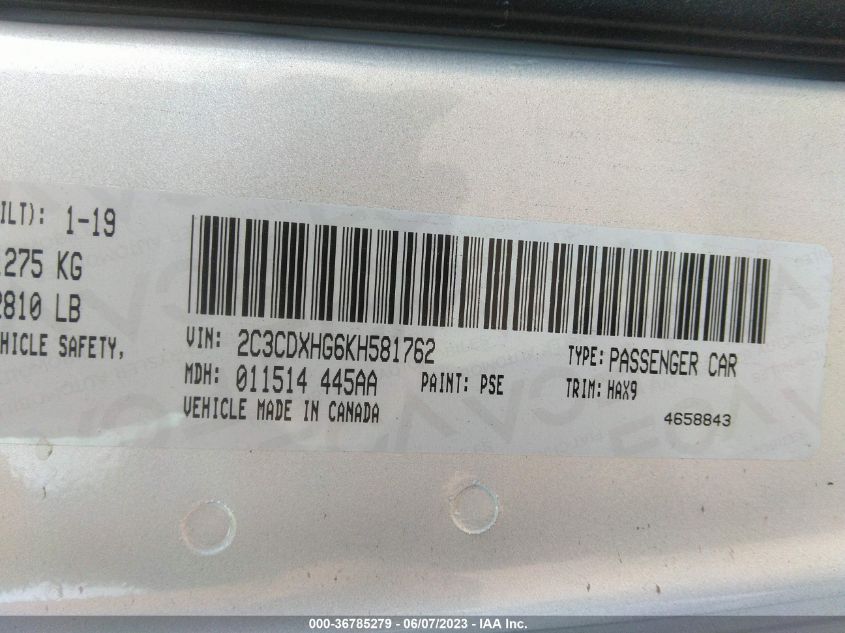 ILT): 1-19
1275 KG
2810 LB
HICLE SAFETY,
VIN: 2C3CDXHG6KH581762
TYPE: PASSENGER CAR
MDH: 011514 445AA
PAINT: PSE
TRIM: HAX9
VEHICLE MADE IN CANADA
4658843
000-36785279 - 06/07/2023 - IAA Inc.